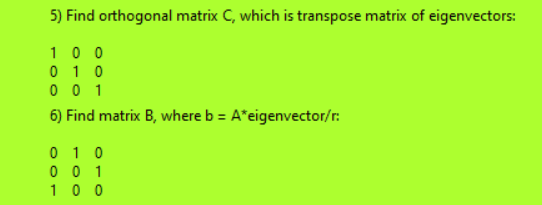 5) Find orthogonal matrix C, which is transpose matrix of eigenvectors:
1 0 0
0 1 0
0 0 1
6) Find matrix B, where b = A*eigenvector/r:
0 1 0
0 0 1
1 0 0